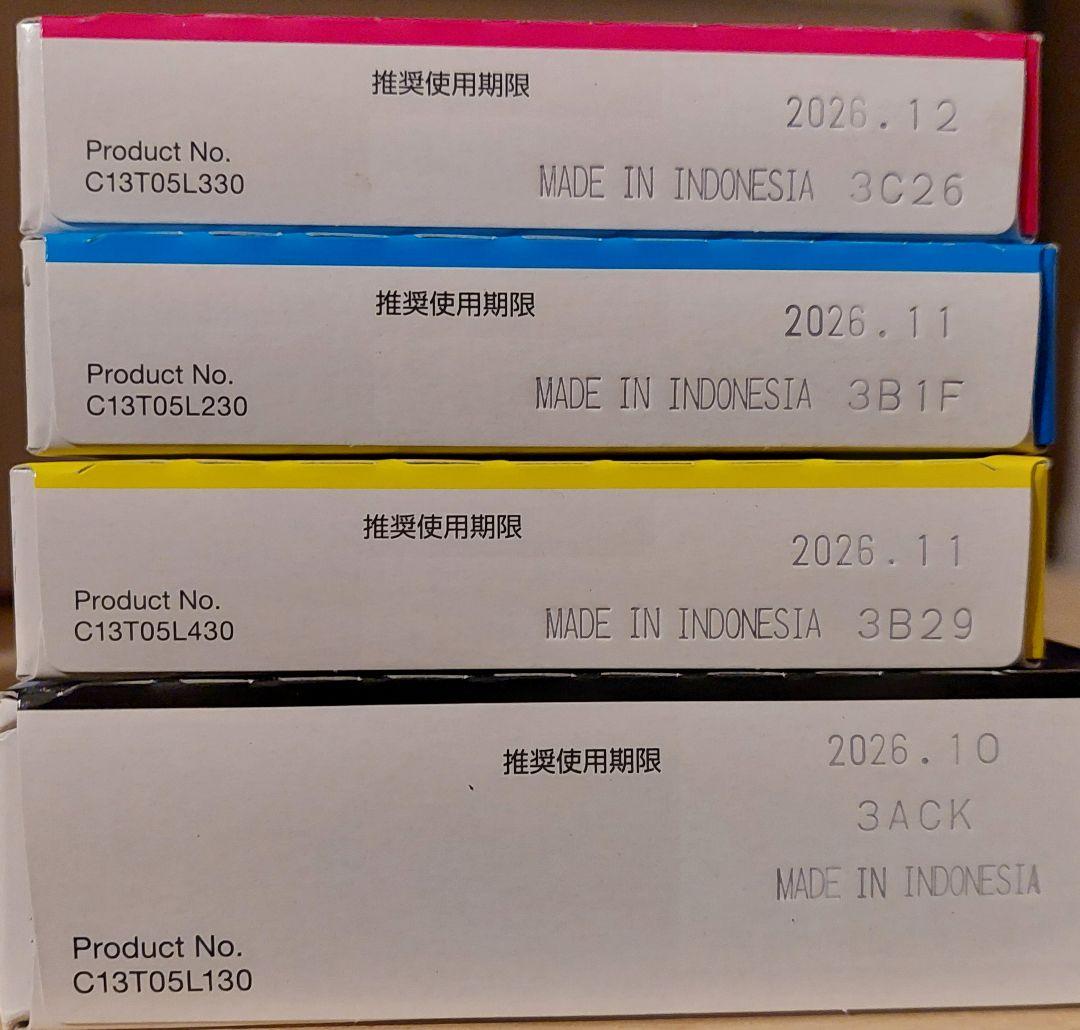 推奨使用期限
2026.12
Product No.
C13T05L330
MADE IN INDONESIA 3C26
推奨使用期限
2026.11
Product No.
C13T05L230
MADE IN INDONESIA 3B1F
推奨使用期限
2026.11
Product No.
C13T05L430
MADE IN INDONESIA 3B29
推奨使用期限
2026.10
3ACK
MADE IN INDONESIA
Product No.
C13T05L130